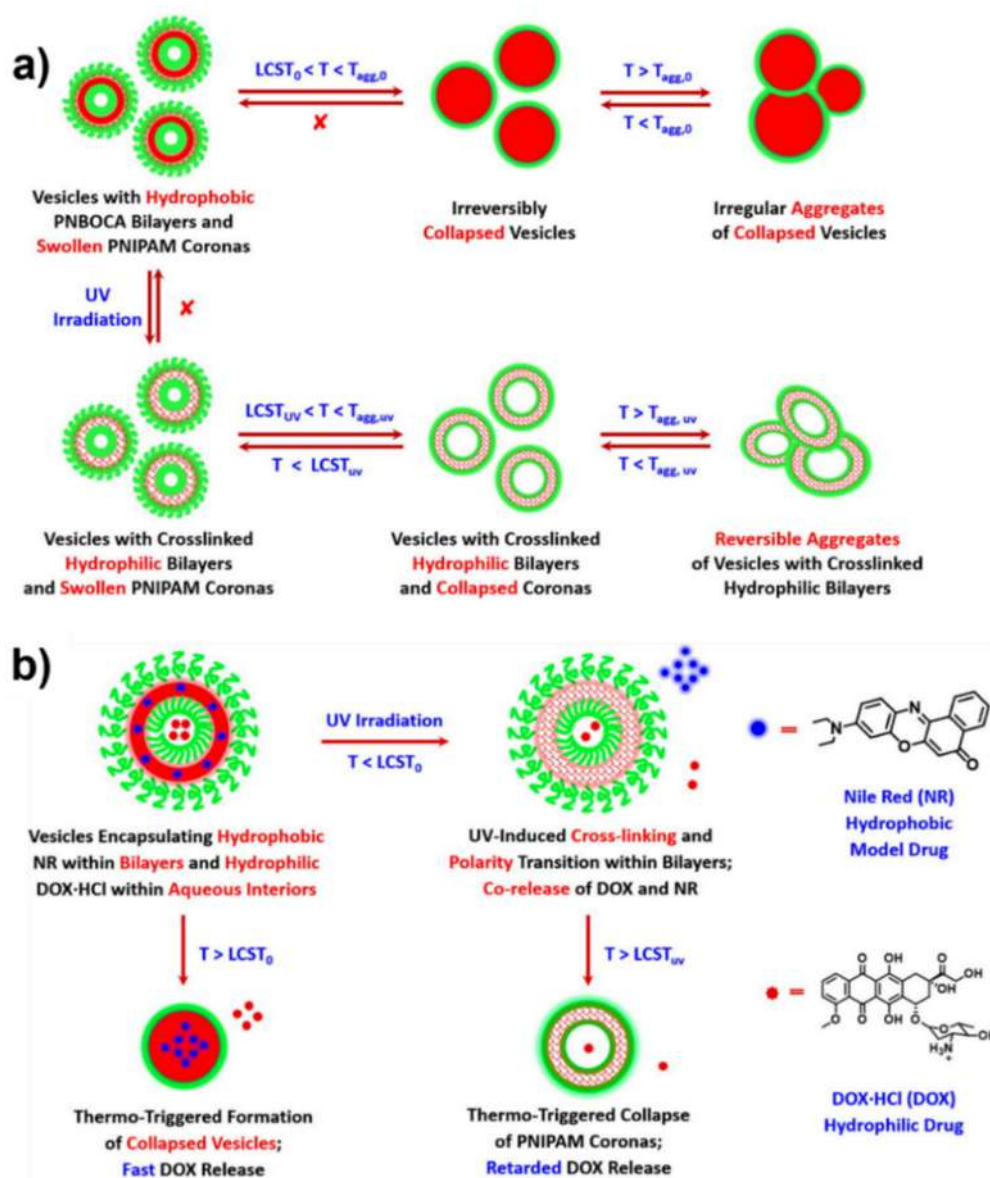 a)
LCST0 < T < Tagg,0
✘
T > Tagg,0
T < Tagg,0
Vesicles with Hydrophobic
PNBOCA Bilayers and
Swollen PNIPAM Coronas
Irreversibly
Collapsed Vesicles
Irregular Aggregates
of Collapsed Vesicles
UV
Irradiation
✘
LCSTUV < T < Tagg,uv
T < LCSTuv
T > Tagg, uv
T < Tagg, uv
Vesicles with Crosslinked
Hydrophilic Bilayers
and Swollen PNIPAM Coronas
Vesicles with Crosslinked
Hydrophilic Bilayers
and Collapsed Coronas
Reversible Aggregates
of Vesicles with Crosslinked
Hydrophilic Bilayers
b)
UV Irradiation
T < LCST0
N
N
O
O
=
Nile Red (NR)
Hydrophobic
Model Drug
Vesicles Encapsulating Hydrophobic
NR within Bilayers and Hydrophilic
DOX·HCl within Aqueous Interiors
UV-Induced Cross-linking and
Polarity Transition within Bilayers;
Co-release of DOX and NR
T > LCST0
T > LCSTuv
=
O OH O
OH
OH
O O OH O
O
H3N
+
DOX·HCl (DOX)
Hydrophilic Drug
Thermo-Triggered Formation
of Collapsed Vesicles;
Fast DOX Release
Thermo-Triggered Collapse
of PNIPAM Coronas;
Retarded DOX Release